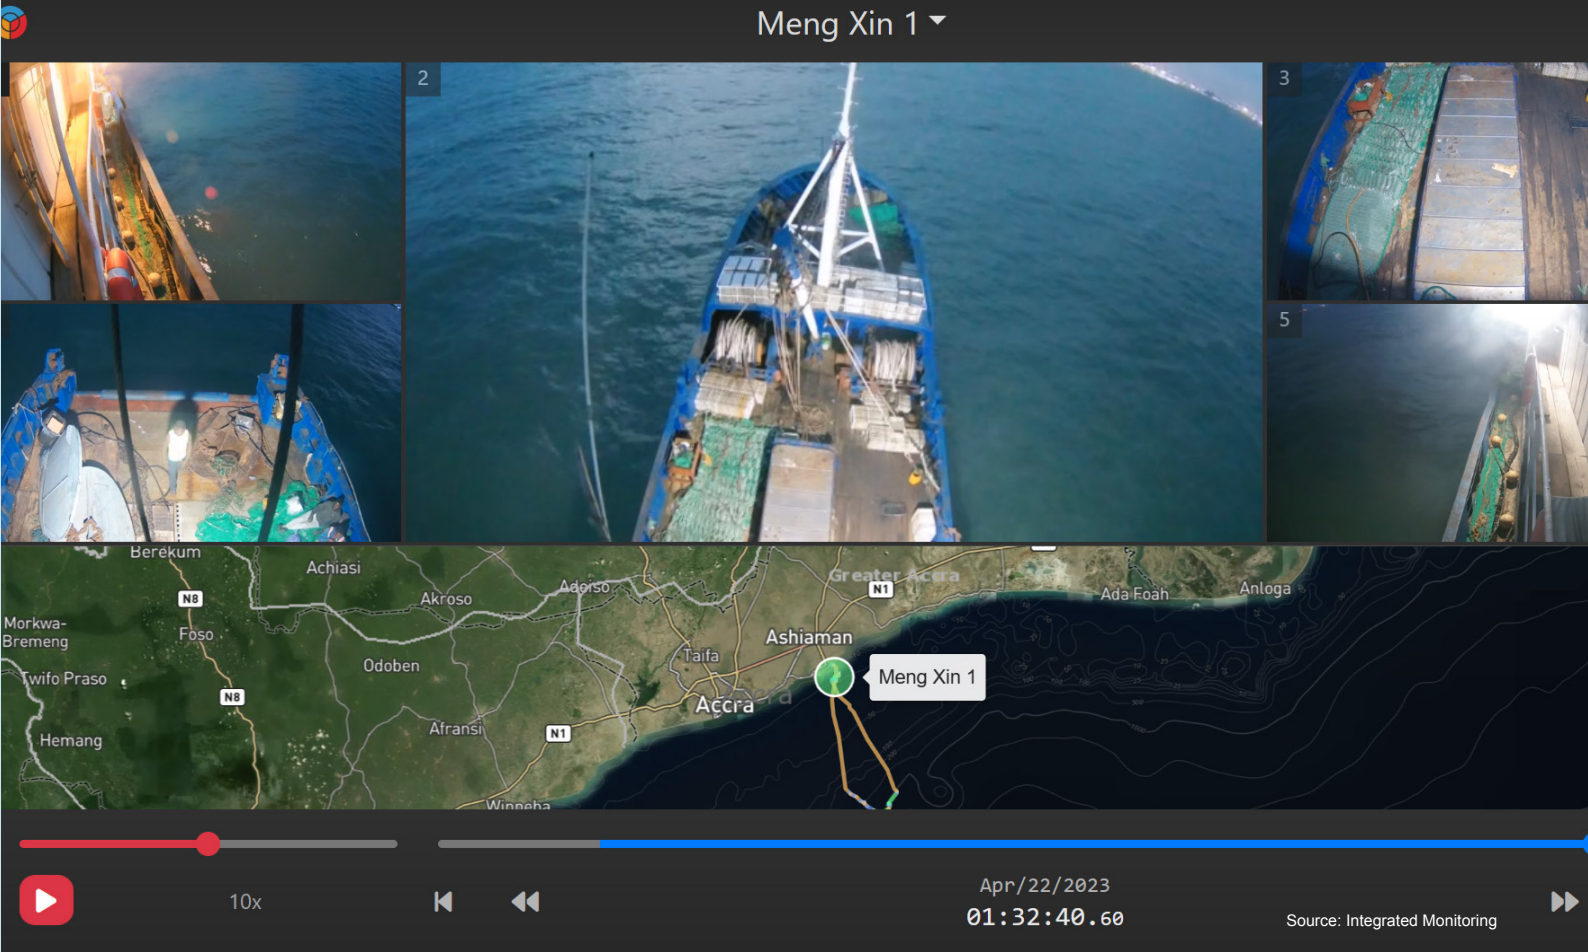 Meng Xin 1
2
3
5
Berekum
Achiasi
Adoiso
Greater Accra
N1
Ada Foah
Anloga
N8
Akroso
Morkwa-
Bremeng
Foso
Ashiaman
Odoben
Taifa
Twifo Praso
Meng Xin 1
N8
Accra
Afransi
N1
Hemang
Winneba
10x
Apr/22/2023
01:32:40.60
Source: Integrated Monitoring